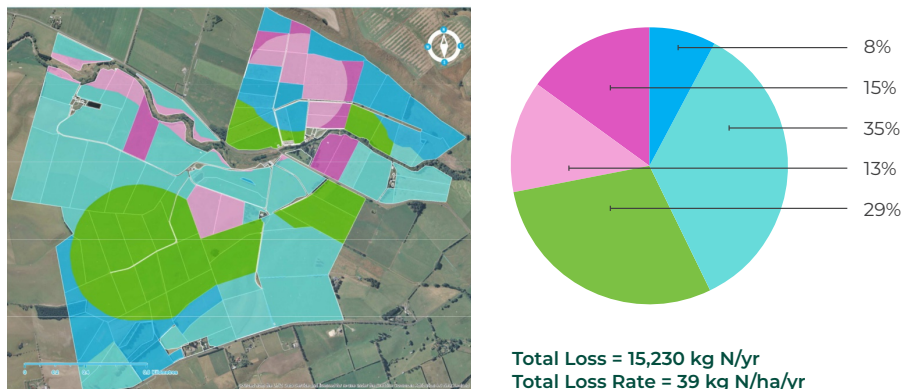 8%
15%
35%
13%
29%
Total Loss = 15,230 kg N/yr
Total Loss Rate = 39 kg N/ha/yr